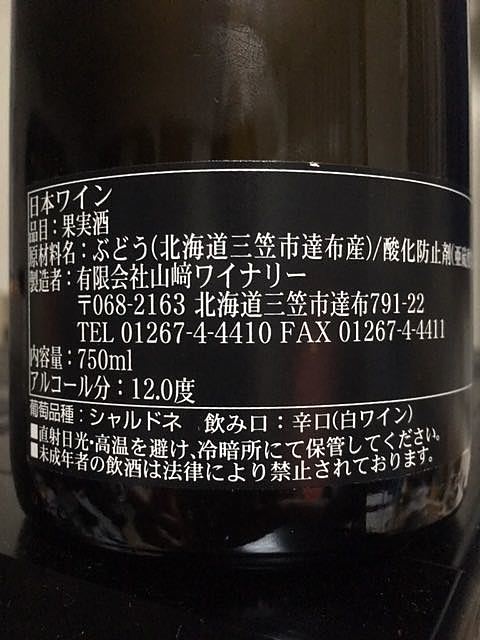 日本ワイン
品目：果実酒
原材料名：ぶどう(北海道三笠市達布産)/酸化防止剤(亜硫
製造者：有限会社山﨑ワイナリー
〒068-2163 北海道三笠市達布791-22
TEL 01267-4-4410 FAX 01267-4-4411
内容量：750ml
アルコール分：12.0度
葡萄品種：シャルドネ 飲み口：辛口(白ワイン)
■直射日光・高温を避け、冷暗所にて保管してください。
■未成年者の飲酒は法律により禁止されております。